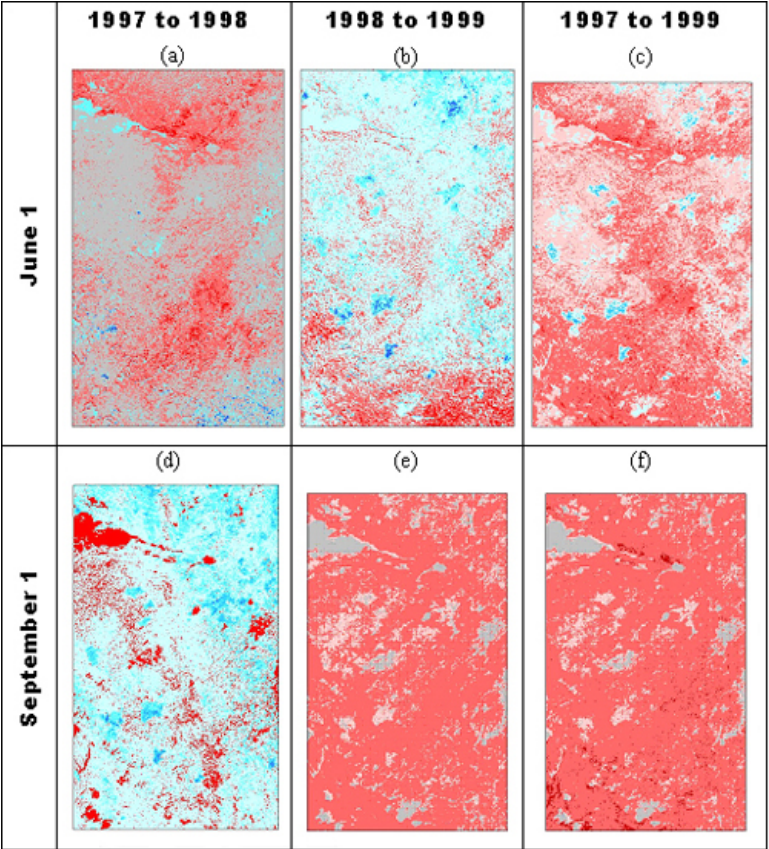 1997 to 1998
1998 to 1999
1997 to 1999
(a)
(b)
(c)
June 1
(d)
(e)
(f)
September 1